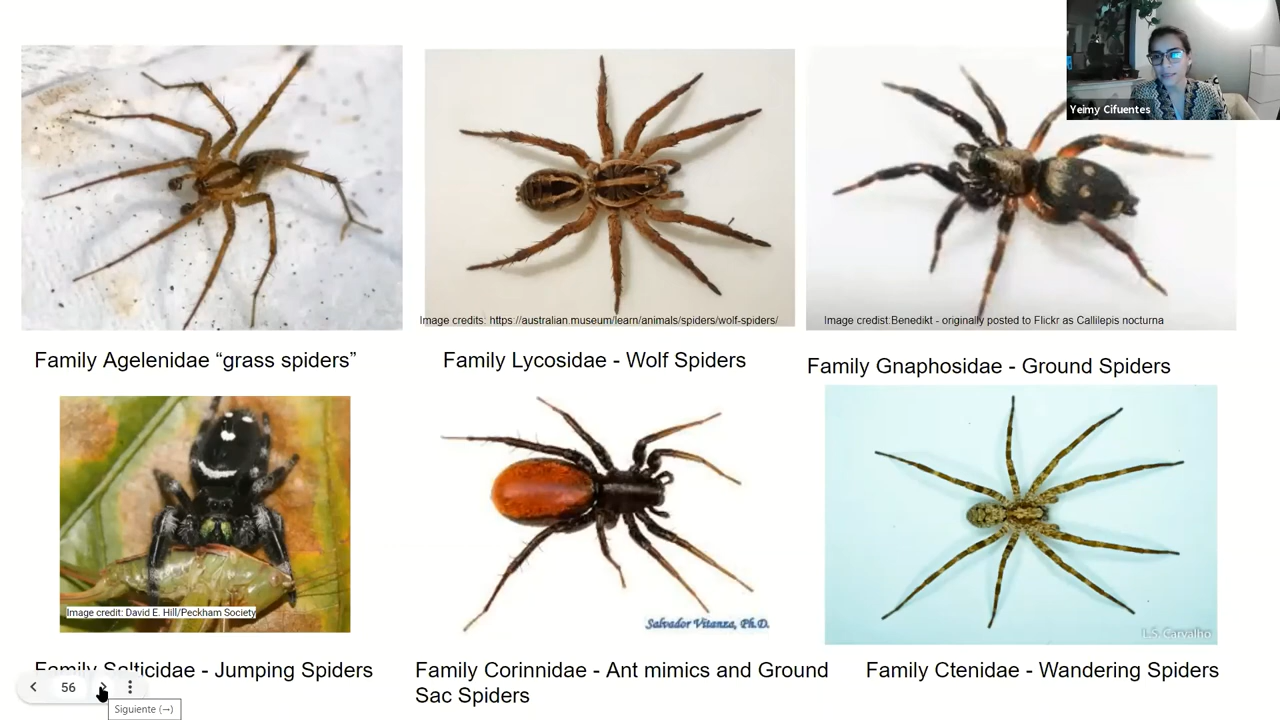 Yeimy Cifuentes
Image credits: https://australian.museum/learn/animals/spiders/wolf-spiders/
Image credist:Benedikt - originally posted to Flickr as Callilepis nocturna
Family Agelenidae “grass spiders”
Family Lycosidae - Wolf Spiders
Family Gnaphosidae - Ground Spiders
Image credit: David E. Hill/Peckham Society
Salvador Vitanza, Ph.D.
L.S. Carvalho
Family Salticidae - Jumping Spiders
Family Corinnidae - Ant mimics and Ground
Sac Spiders
Family Ctenidae - Wandering Spiders
56
Siguiente (→)